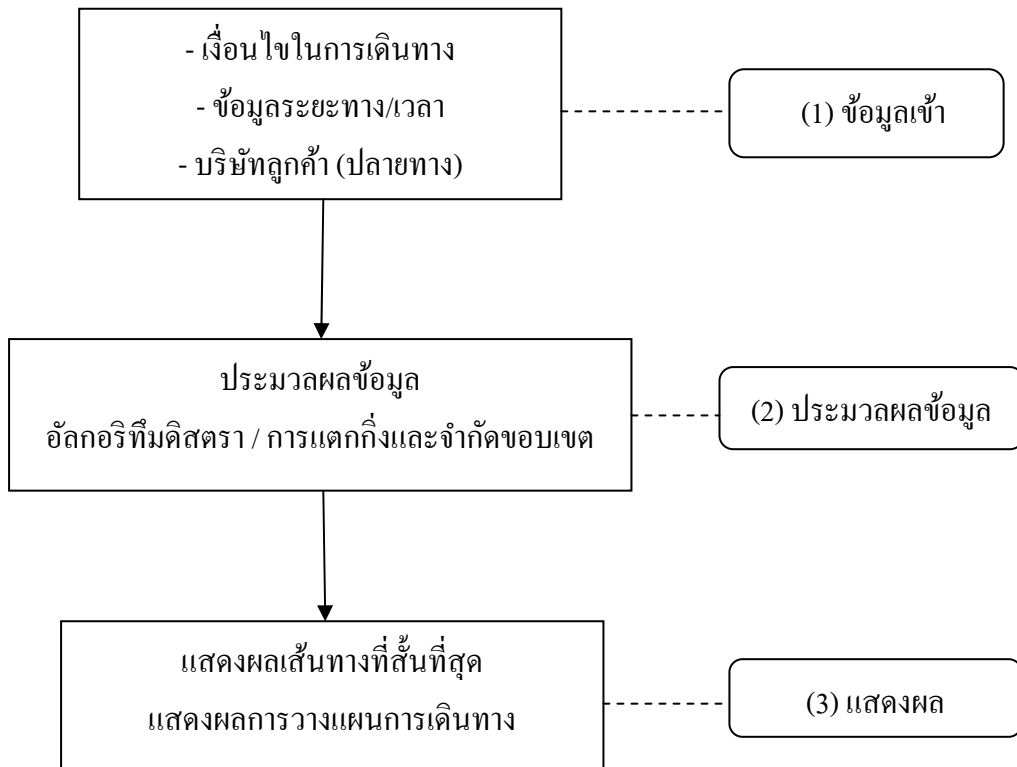 - เงื่อนไขในการเดินทาง
- ข้อมูลระยะทาง/เวลา
- บริษัทลูกค้า (ปลายทาง)
(1) ข้อมูลเข้า
ประมวลผลข้อมูล
อัลกอริทึมดิสตรา / การแตกกิ่งและจำกัดขอบเขต
(2) ประมวลผลข้อมูล
แสดงผลเส้นทางที่สั้นที่สุด
แสดงผลการวางแผนการเดินทาง
(3) แสดงผล